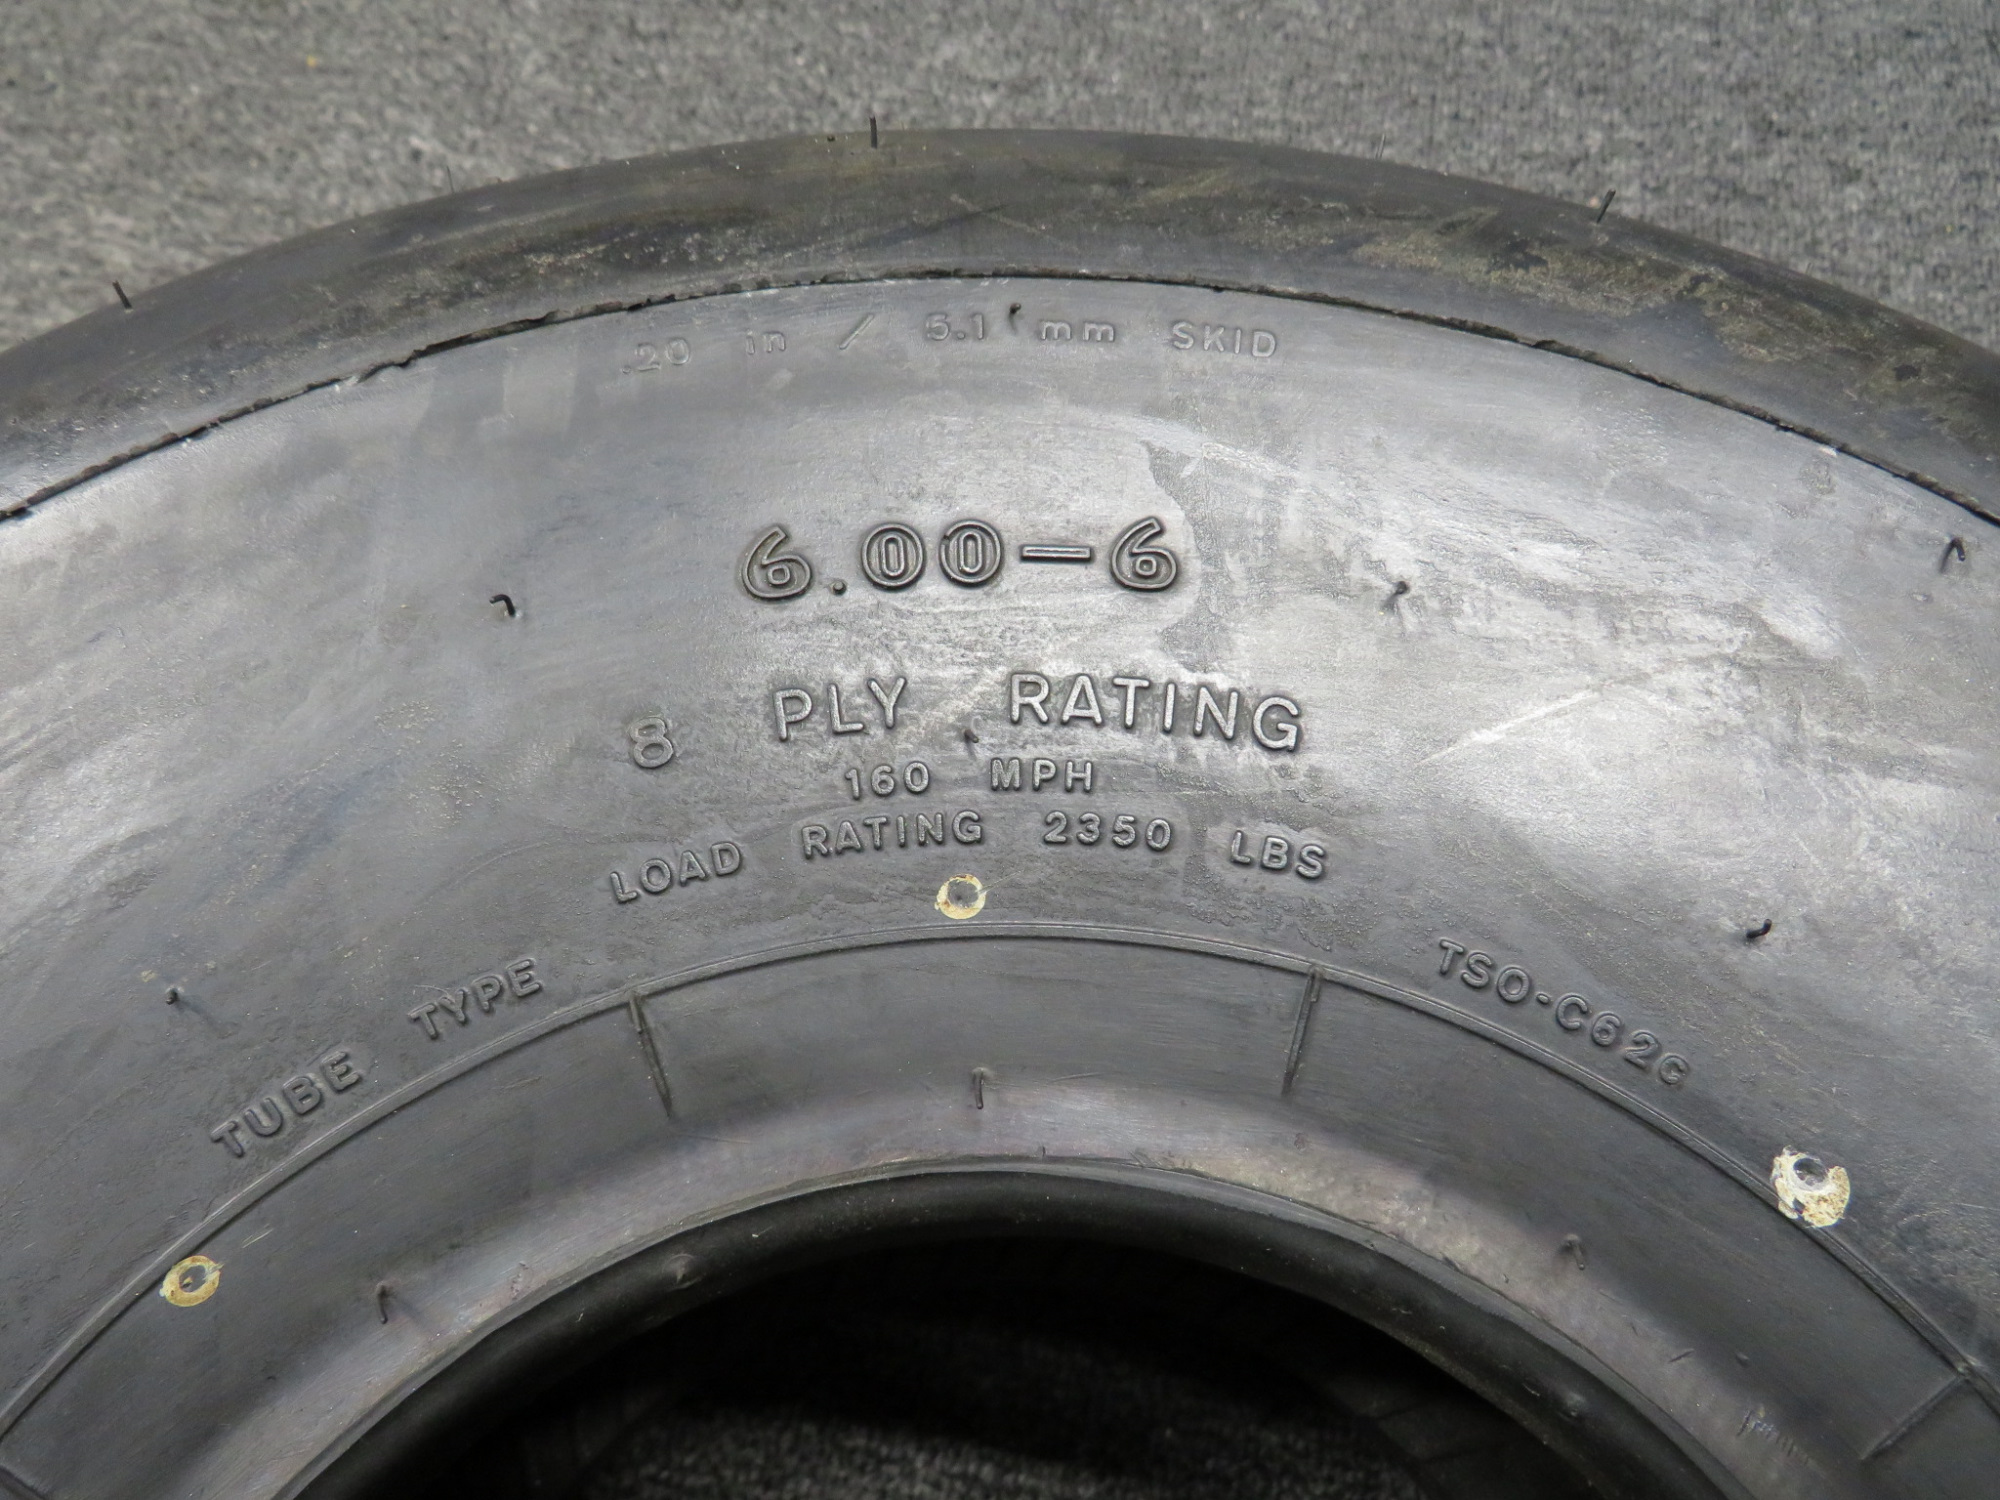 .20 in / 5.1 mm SKID
6.00-6
8 PLY RATING
160 MPH
LOAD RATING 2350 LBS
TUBE TYPE
TSO-C62c